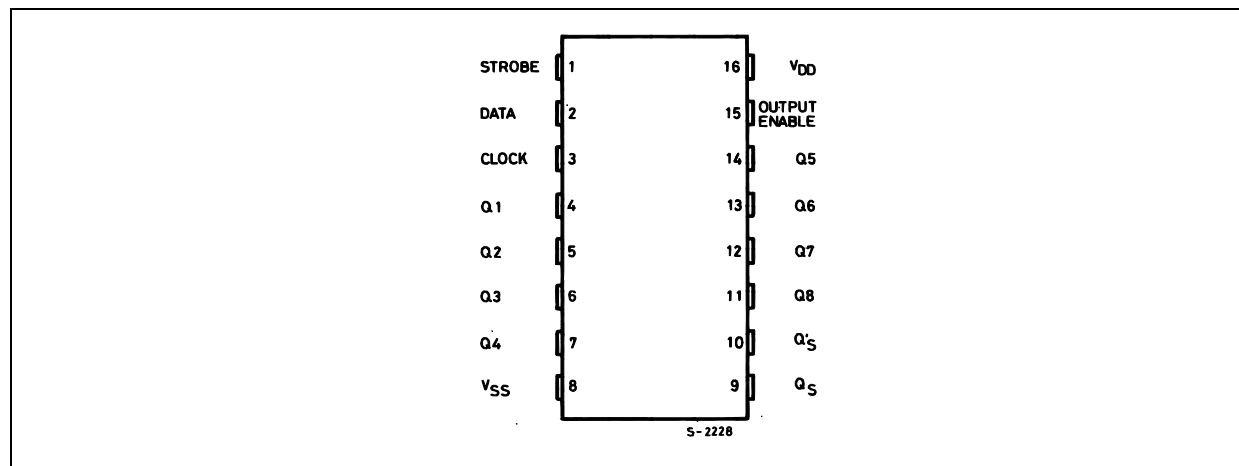 STROBE 1 16 VDD
DATA 2 15 OUTPUT ENABLE
CLOCK 3 14 Q5
Q1 4 13 Q6
Q2 5 12 Q7
Q3 6 11 Q8
Q4 7 10 Q'S
VSS 8 9 QS
S-2228